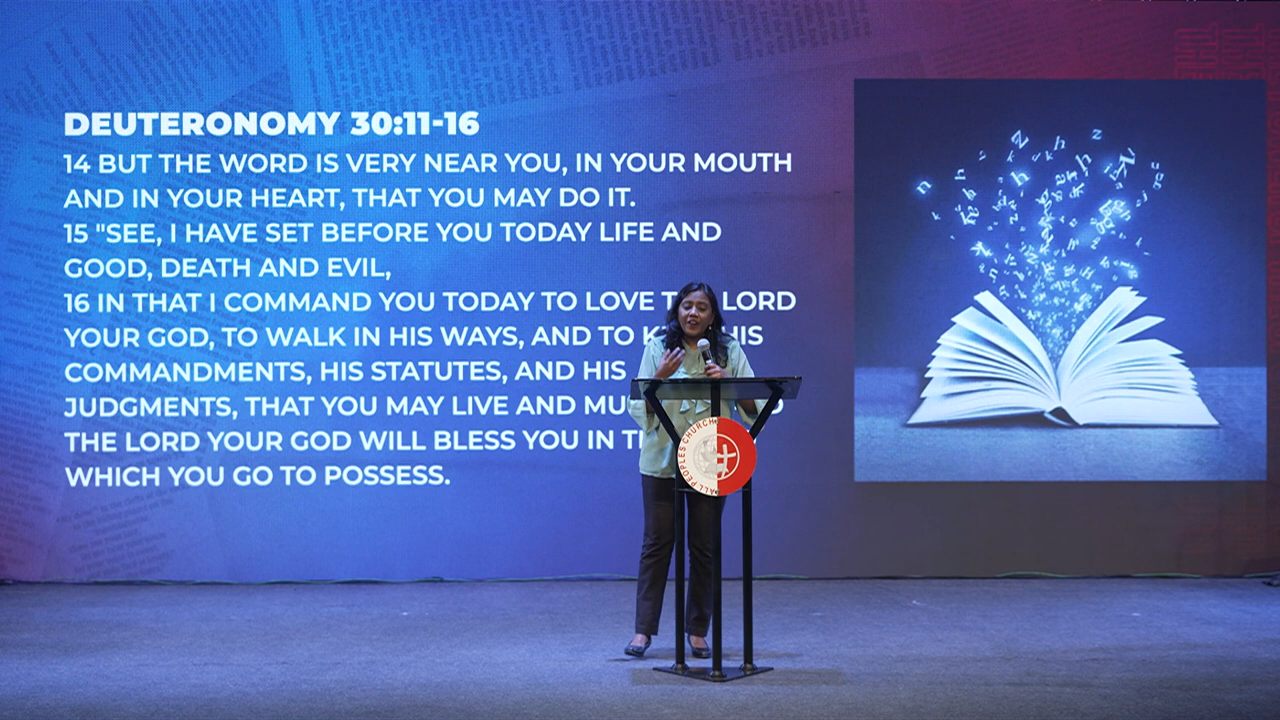 DEUTERONOMY 30:11-16
14 BUT THE WORD IS VERY NEAR YOU, IN YOUR MOUTH
AND IN YOUR HEART, THAT YOU MAY DO IT.
15 "SEE, I HAVE SET BEFORE YOU TODAY LIFE AND
GOOD, DEATH AND EVIL,
16 IN THAT I COMMAND YOU TODAY TO LOVE LORD
YOUR GOD, TO WALK IN HIS WAYS, AND TO HIS
COMMANDMENTS, HIS STATUTES, AND HIS
JUDGMENTS, THAT YOU MAY LIVE AND
THE LORD YOUR GOD WILL BLESS YOU IN
WHICH YOU GO TO POSSESS.
ALL PEOPLES CHURCH